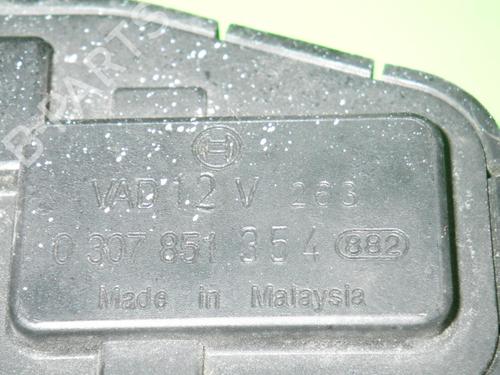 B-PARTS
VAD 12 V 263
0 307 851 354 882
Made in Malaysia